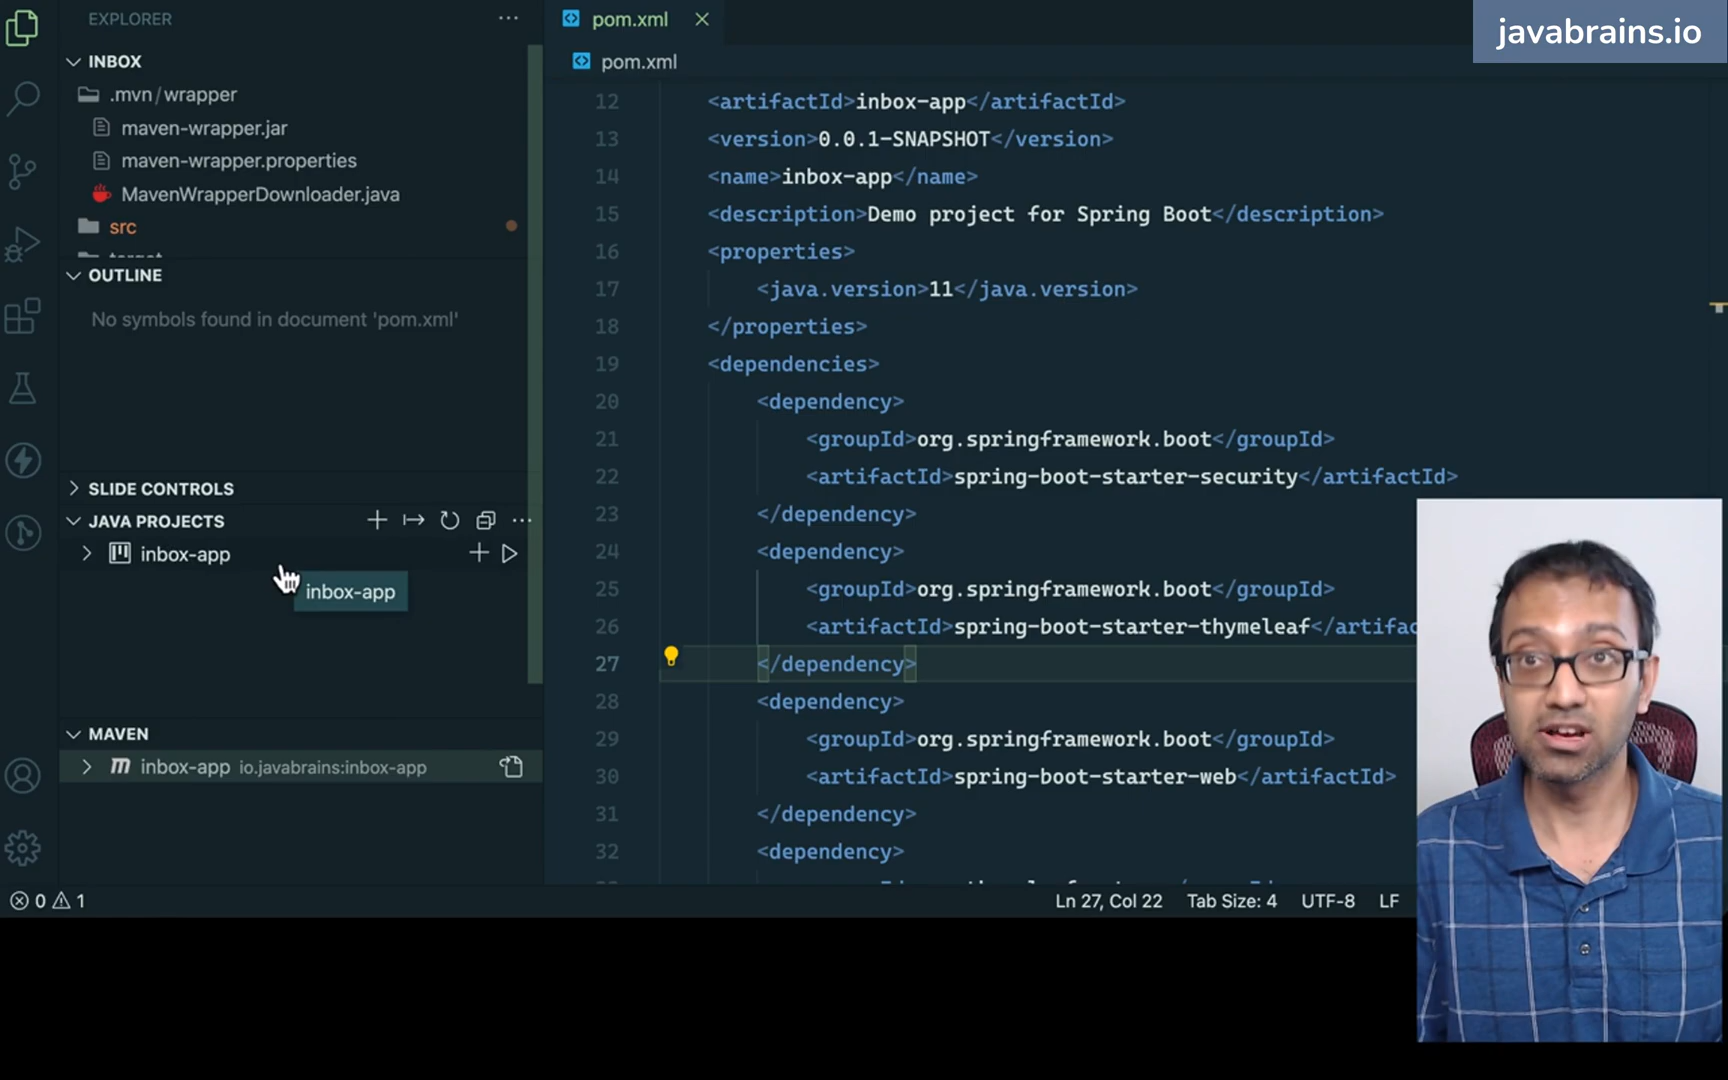 EXPLORER
INBOX
.mvn/wrapper
maven-wrapper.jar
maven-wrapper.properties
MavenWrapperDownloader.java
src
target
OUTLINE
No symbols found in document 'pom.xml'
SLIDE CONTROLS
JAVA PROJECTS
inbox-app
inbox-app
MAVEN
inbox-app io.javabrains:inbox-app
0 1
pom.xml
pom.xml
javabrains.io
12 <artifactId>inbox-app</artifactId>
13 <version>0.0.1-SNAPSHOT</version>
14 <name>inbox-app</name>
15 <description>Demo project for Spring Boot</description>
16 <properties>
17 <java.version>11</java.version>
18 </properties>
19 <dependencies>
20 <dependency>
21 <groupId>org.springframework.boot</groupId>
22 <artifactId>spring-boot-starter-security</artifactId>
23 </dependency>
24 <dependency>
25 <groupId>org.springframework.boot</groupId>
26 <artifactId>spring-boot-starter-thymeleaf</artifac
27 </dependency>
28 <dependency>
29 <groupId>org.springframework.boot</groupId>
30 <artifactId>spring-boot-starter-web</artifactId>
31 </dependency>
32 <dependency>
Ln 27, Col 22 Tab Size: 4 UTF-8 LF